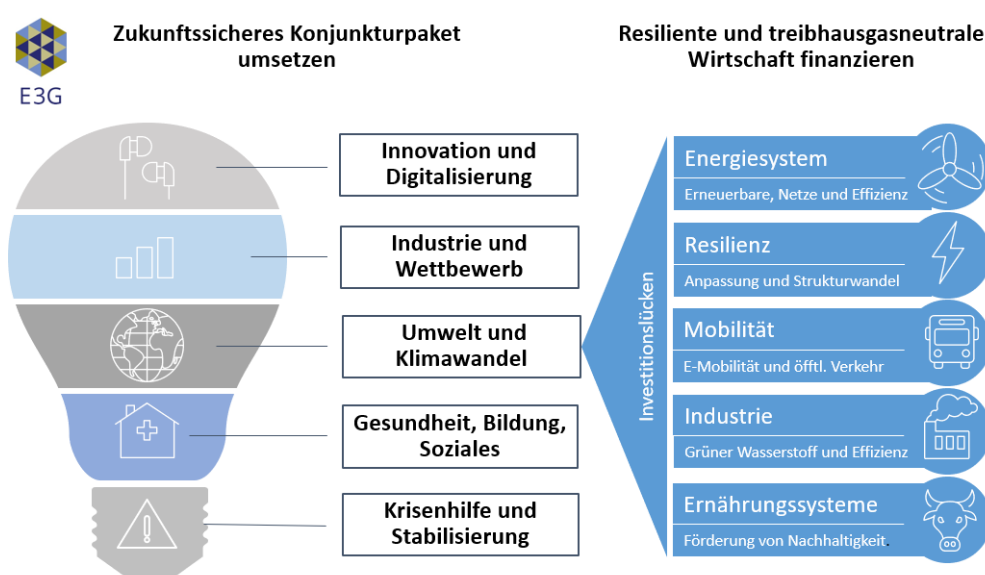 E3G
Zukunftssicheres Konjunkturpaket
umsetzen
Resiliente und treibhausgasneutrale
Wirtschaft finanzieren
Innovation und
Digitalisierung
Industrie und
Wettbewerb
Umwelt und
Klimawandel
Gesundheit, Bildung,
Soziales
Krisenhilfe und
Stabilisierung
Investitionslücken
Energiesystem
Erneuerbare, Netze und Effizienz
Resilienz
Anpassung und Strukturwandel
Mobilität
E-Mobilität und öfftl. Verkehr
Industrie
Grüner Wasserstoff und Effizienz
Ernährungssysteme
Förderung von Nachhaltigkeit.